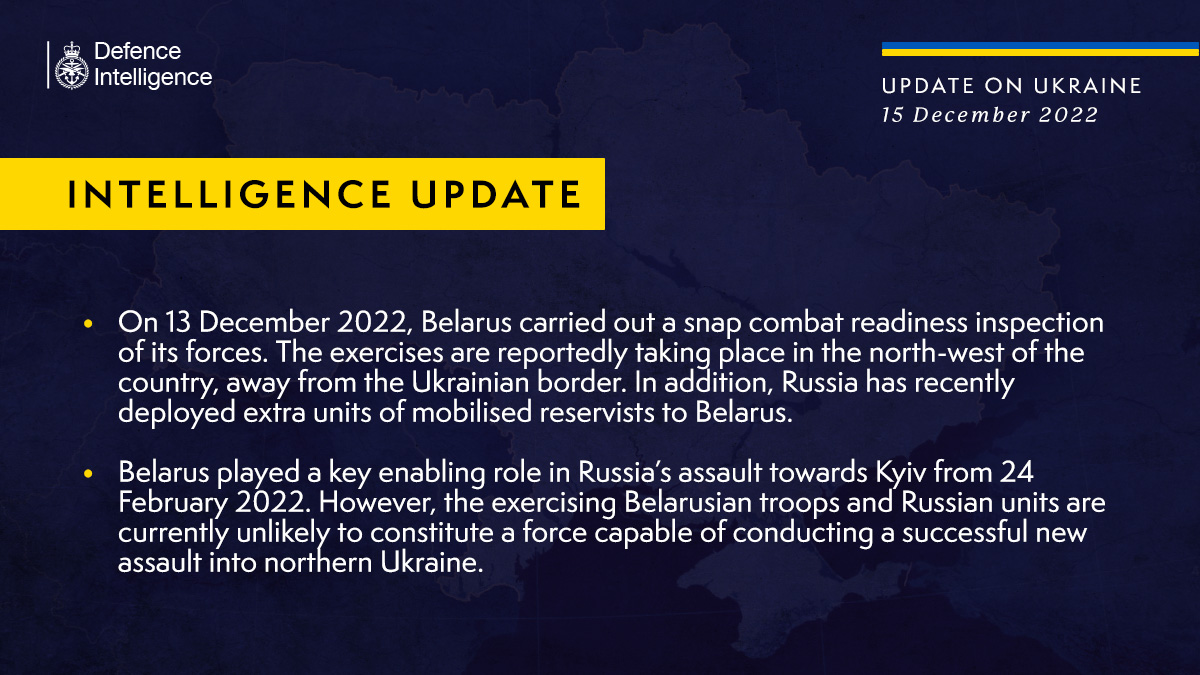 Defence
Intelligence
UPDATE ON UKRAINE
15 December 2022
INTELLIGENCE UPDATE
• On 13 December 2022, Belarus carried out a snap combat readiness inspection
of its forces. The exercises are reportedly taking place in the north-west of the
country, away from the Ukrainian border. In addition, Russia has recently
deployed extra units of mobilised reservists to Belarus.
• Belarus played a key enabling role in Russia’s assault towards Kyiv from 24
February 2022. However, the exercising Belarusian troops and Russian units are
currently unlikely to constitute a force capable of conducting a successful new
assault into northern Ukraine.